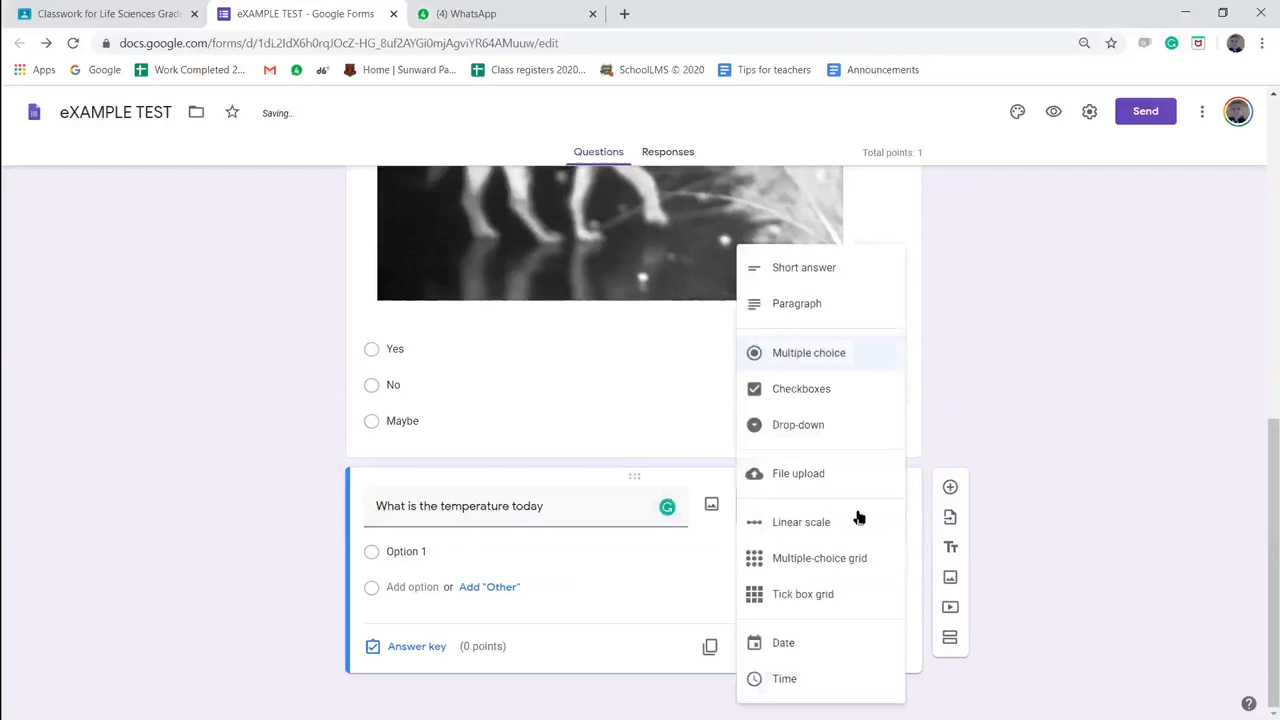 Classwork for Life Sciences Grad
eXAMPLE TEST - Google Forms
(4) WhatsApp
docs.google.com/forms/d/1dL2IdX6h0rqJOcZ-HG_8uf2AYGi0mjAgviYR64AMuuw/edit
Apps
Google
Work Completed 2...
Home | Sunward Pa...
Class registers 2020...
SchoolLMS © 2020
Tips for teachers
Announcements
eXAMPLE TEST
Saving..
Send
Questions
Responses
Total points: 1
Short answer
Paragraph
Yes
Multiple choice
No
Checkboxes
Maybe
Drop-down
File upload
What is the temperature today
Linear scale
Option 1
Multiple-choice grid
Add option or Add "Other"
Tick box grid
Answer key (0 points)
Date
Time